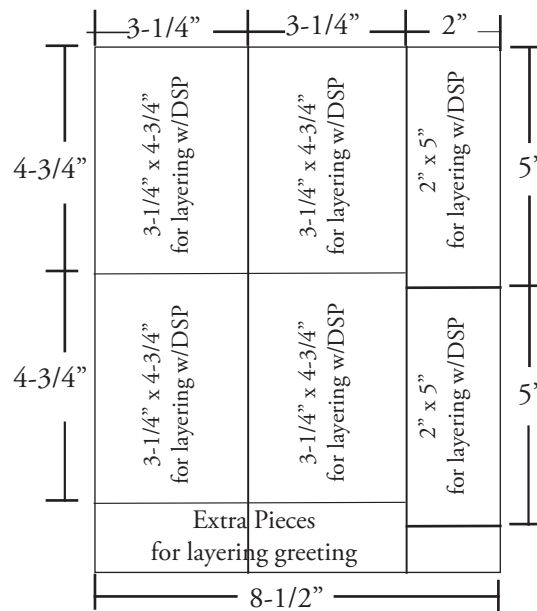 3-1/4” 3-1/4” 2”
4-3/4”
3-1/4” x 4-3/4”
for layering w/DSP
3-1/4” x 4-3/4”
for layering w/DSP
2” x 5”
for layering w/DSP
5”
4-3/4”
3-1/4” x 4-3/4”
for layering w/DSP
3-1/4” x 4-3/4”
for layering w/DSP
2” x 5”
for layering w/DSP
5”
Extra Pieces
for layering greeting
8-1/2”